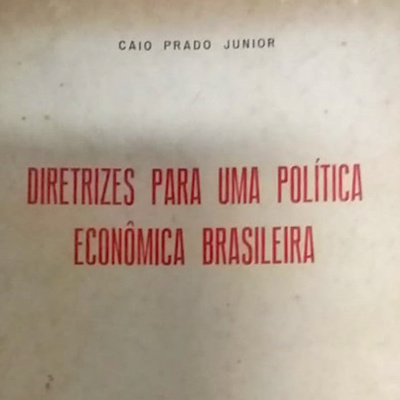 CAIO PRADO JUNIOR
DIRETRIZES PARA UMA POLÍTICA
ECONÔMICA BRASILEIRA